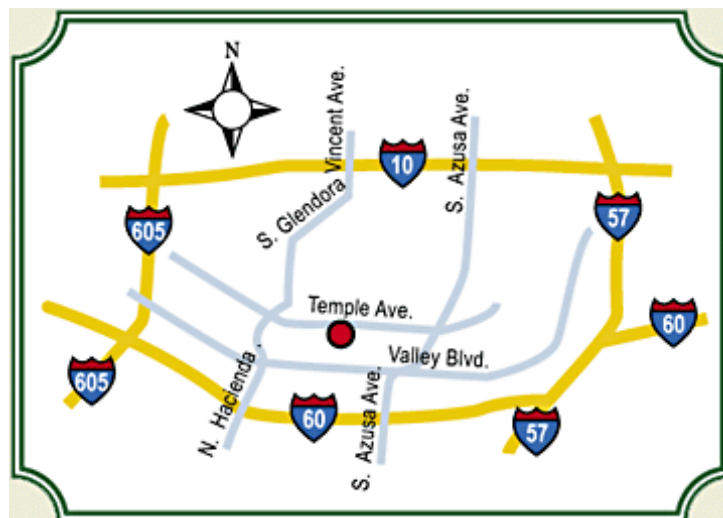 N
Vincent Ave.
S. Azusa Ave.
10
S. Glendora
605
57
Temple Ave.
60
Valley Blvd.
605
N. Hacienda .
60
S. Azusa Ave.
57